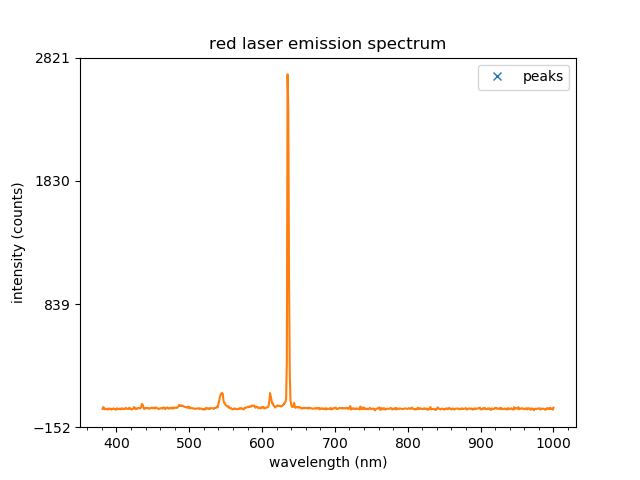 red laser emission spectrum
peaks
2821
1830
839
−152
intensity (counts)
400 500 600 700 800 900 1000
wavelength (nm)